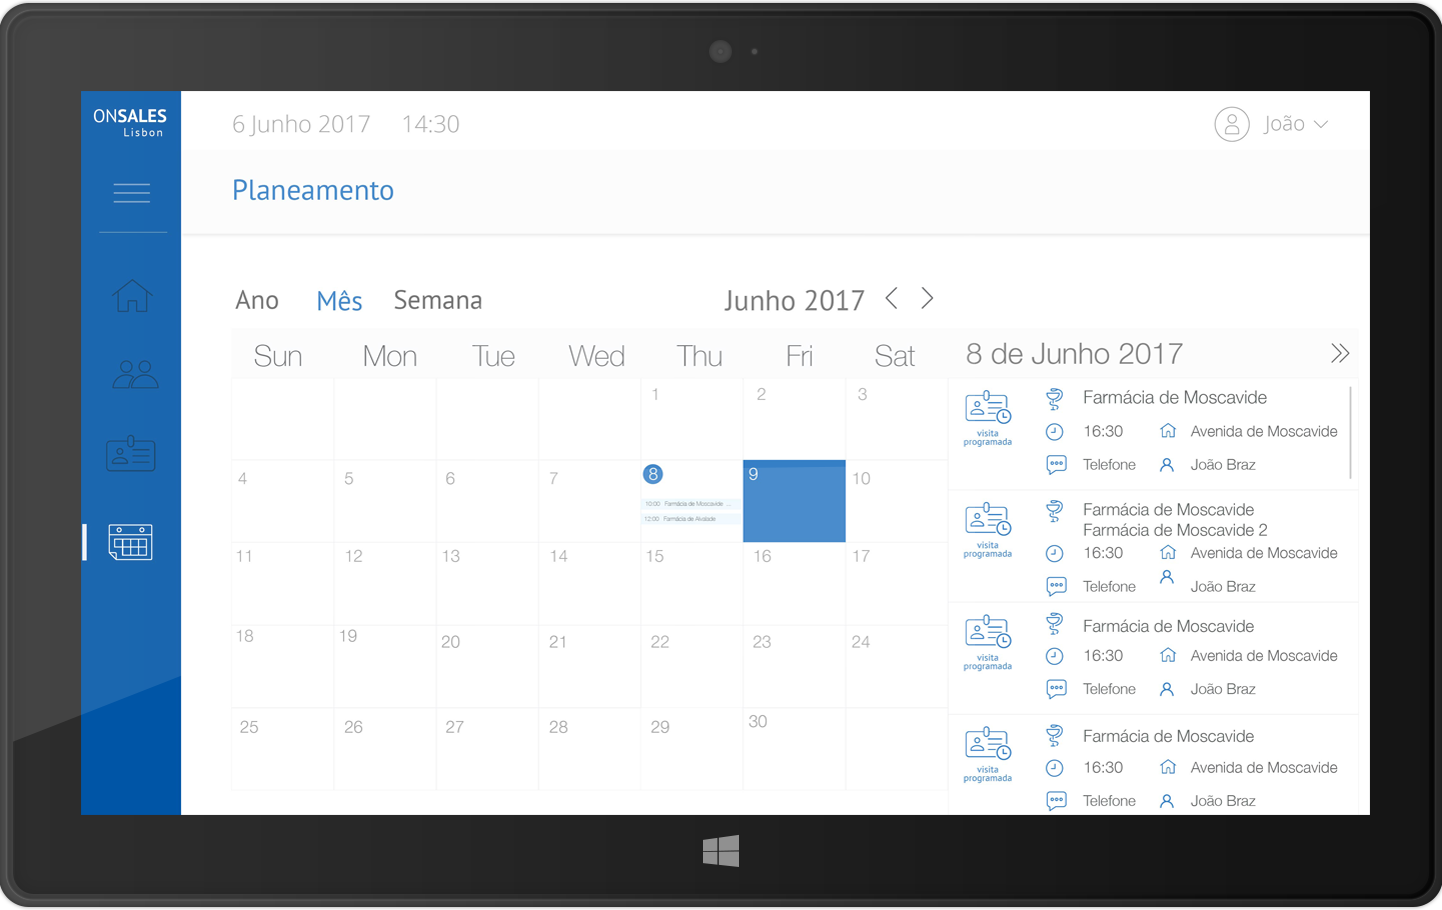 ONSALES
Lisbon
6 Junho 2017 14:30
João
Planeamento
Ano Mês Semana Junho 2017
Sun Mon Tue Wed Thu Fri Sat
1 2 3
4 5 6 7 8 9 10
10:00 Farmácia de Moscavide ...
12:00 Farmácia de Alvalade
11 12 13 14 15 16 17
18 19 20 21 22 23 24
25 26 27 28 29 30
8 de Junho 2017
visita
programada
Farmácia de Moscavide
16:30 Avenida de Moscavide
Telefone João Braz
visita
programada
Farmácia de Moscavide
Farmácia de Moscavide 2
16:30 Avenida de Moscavide
Telefone João Braz
visita
programada
Farmácia de Moscavide
16:30 Avenida de Moscavide
Telefone João Braz
visita
programada
Farmácia de Moscavide
16:30 Avenida de Moscavide
Telefone João Braz